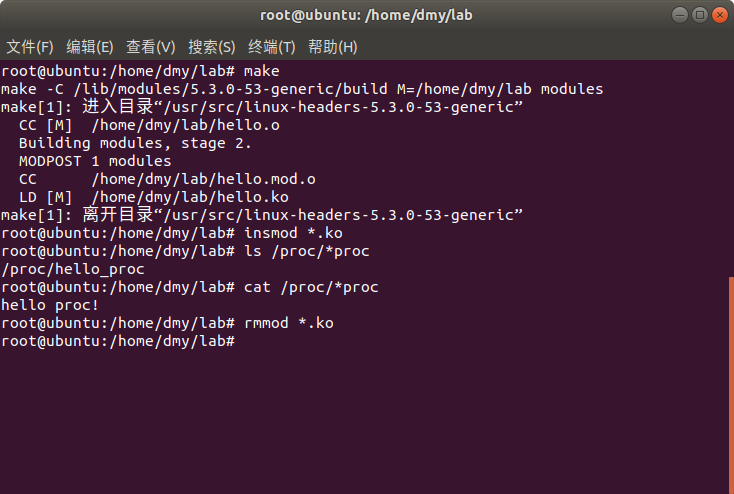 root@ubuntu: /home/dmy/lab
文件(F) 编辑(E) 查看(V) 搜索(S) 终端(T) 帮助(H)
root@ubuntu:/home/dmy/lab# make
make -C /lib/modules/5.3.0-53-generic/build M=/home/dmy/lab modules
make[1]: 进入目录“/usr/src/linux-headers-5.3.0-53-generic”
  CC [M]  /home/dmy/lab/hello.o
  Building modules, stage 2.
  MODPOST 1 modules
  CC      /home/dmy/lab/hello.mod.o
  LD [M]  /home/dmy/lab/hello.ko
make[1]: 离开目录“/usr/src/linux-headers-5.3.0-53-generic”
root@ubuntu:/home/dmy/lab# insmod *.ko
root@ubuntu:/home/dmy/lab# ls /proc/*proc
/proc/hello_proc
root@ubuntu:/home/dmy/lab# cat /proc/*proc
hello proc!
root@ubuntu:/home/dmy/lab# rmmod *.ko
root@ubuntu:/home/dmy/lab#